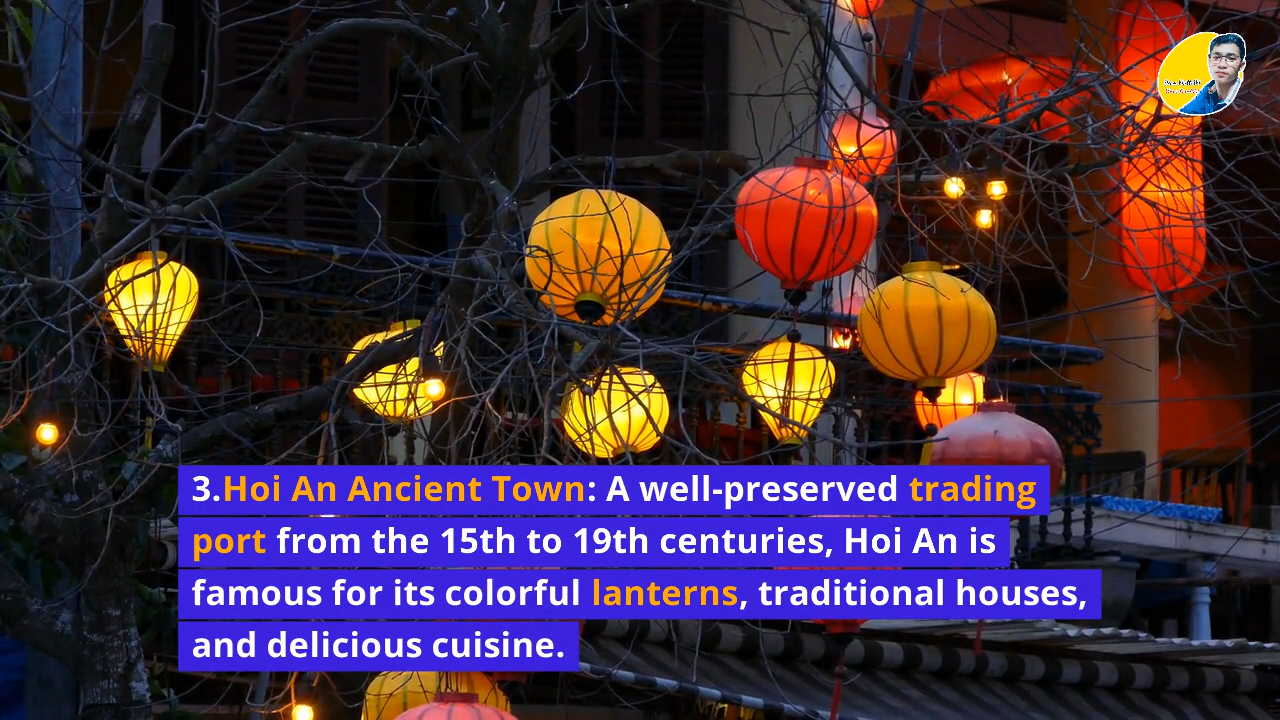 3.Hoi An Ancient Town: A well-preserved trading
port from the 15th to 19th centuries, Hoi An is
famous for its colorful lanterns, traditional houses,
and delicious cuisine.